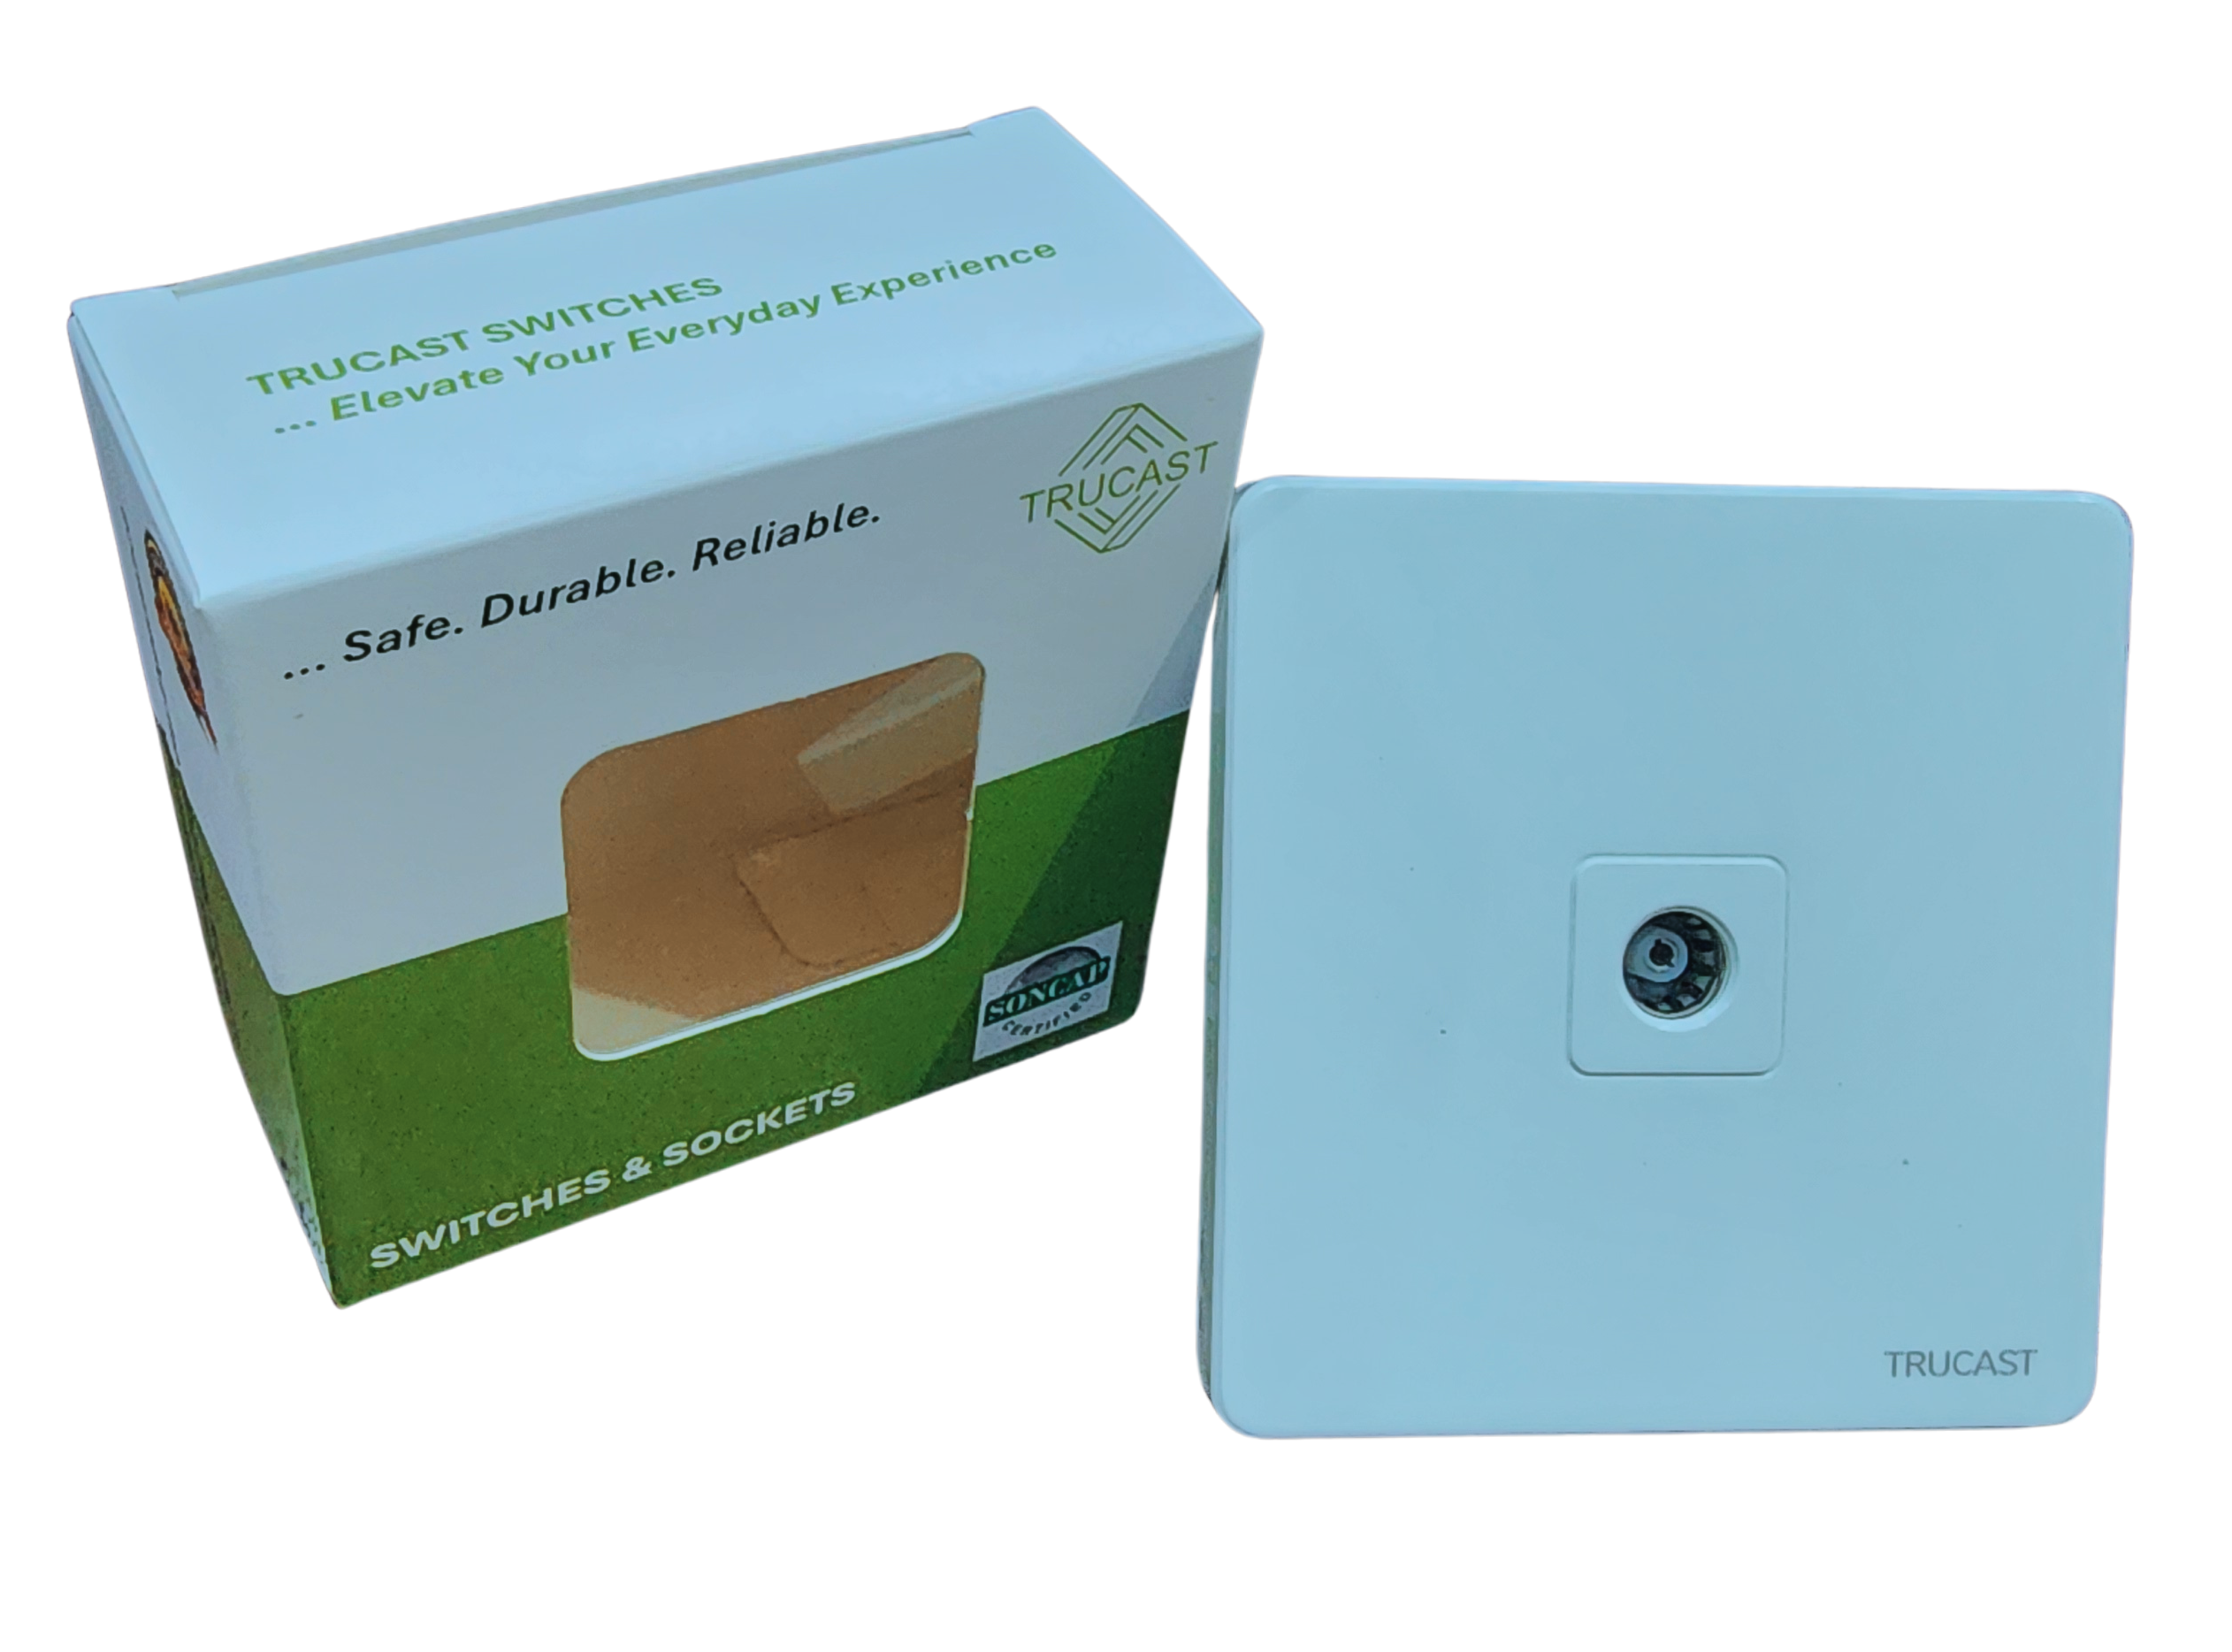 TRUCAST SWITCHES
... Elevate Your Everyday Experience
TRUCAST
... Safe. Durable. Reliable.
SONCAP
CERTIFIED
SWITCHES & SOCKETS
TRUCAST